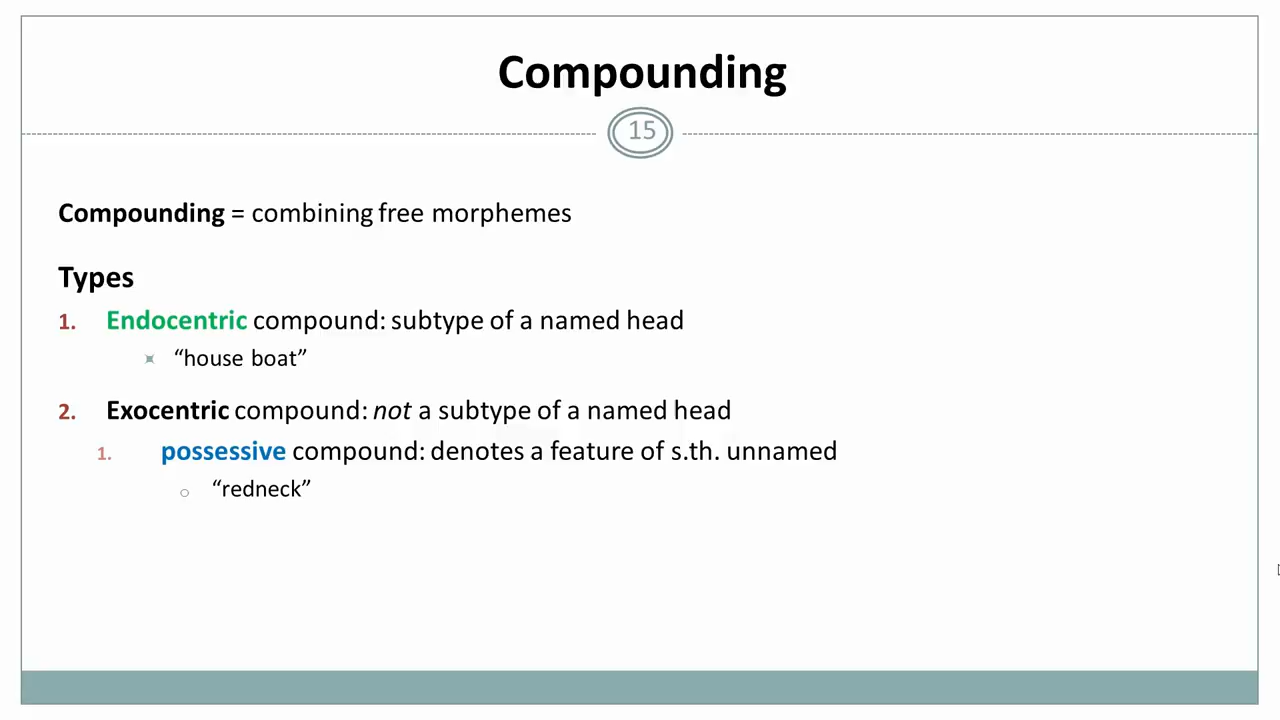 Compounding
15
Compounding = combining free morphemes
Types
1. Endocentric compound: subtype of a named head
“house boat”
2. Exocentric compound: not a subtype of a named head
1. possessive compound: denotes a feature of s.th. unnamed
“redneck”